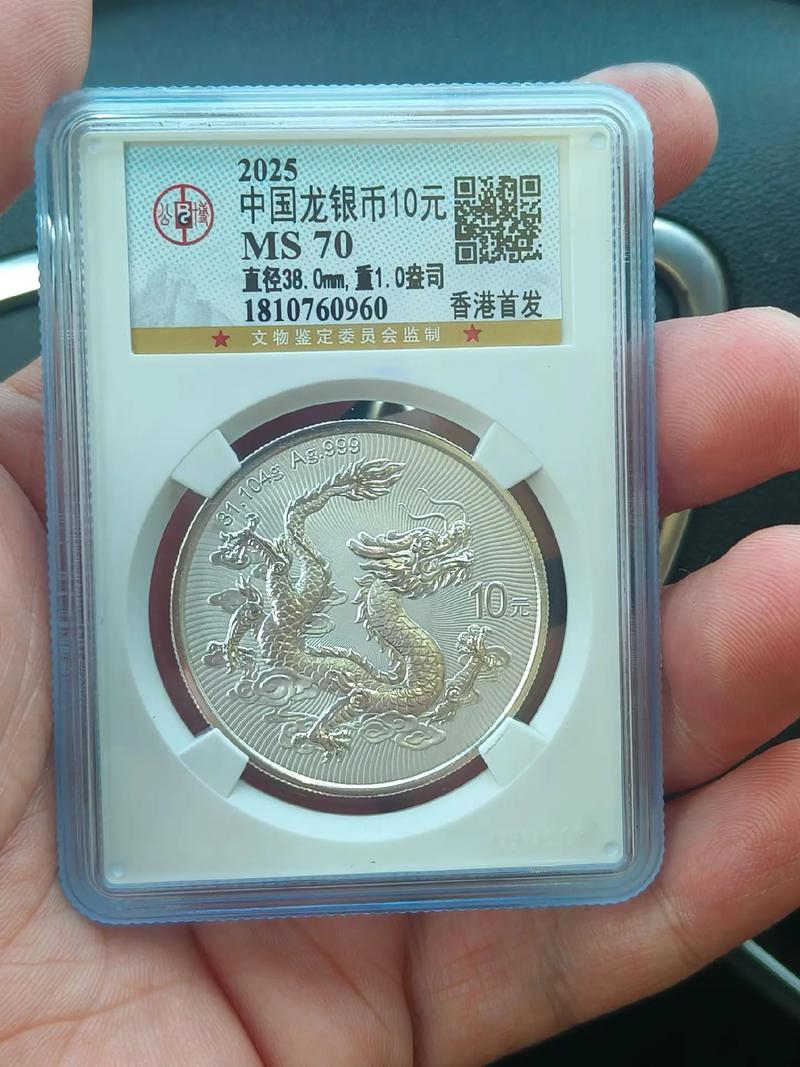 2025
中国龙银币10元
MS 70
直径38.0mm,重1.0盎司
1810760960 香港首发
公博
文物鉴定委员会监制
31.104g Ag.999
10元